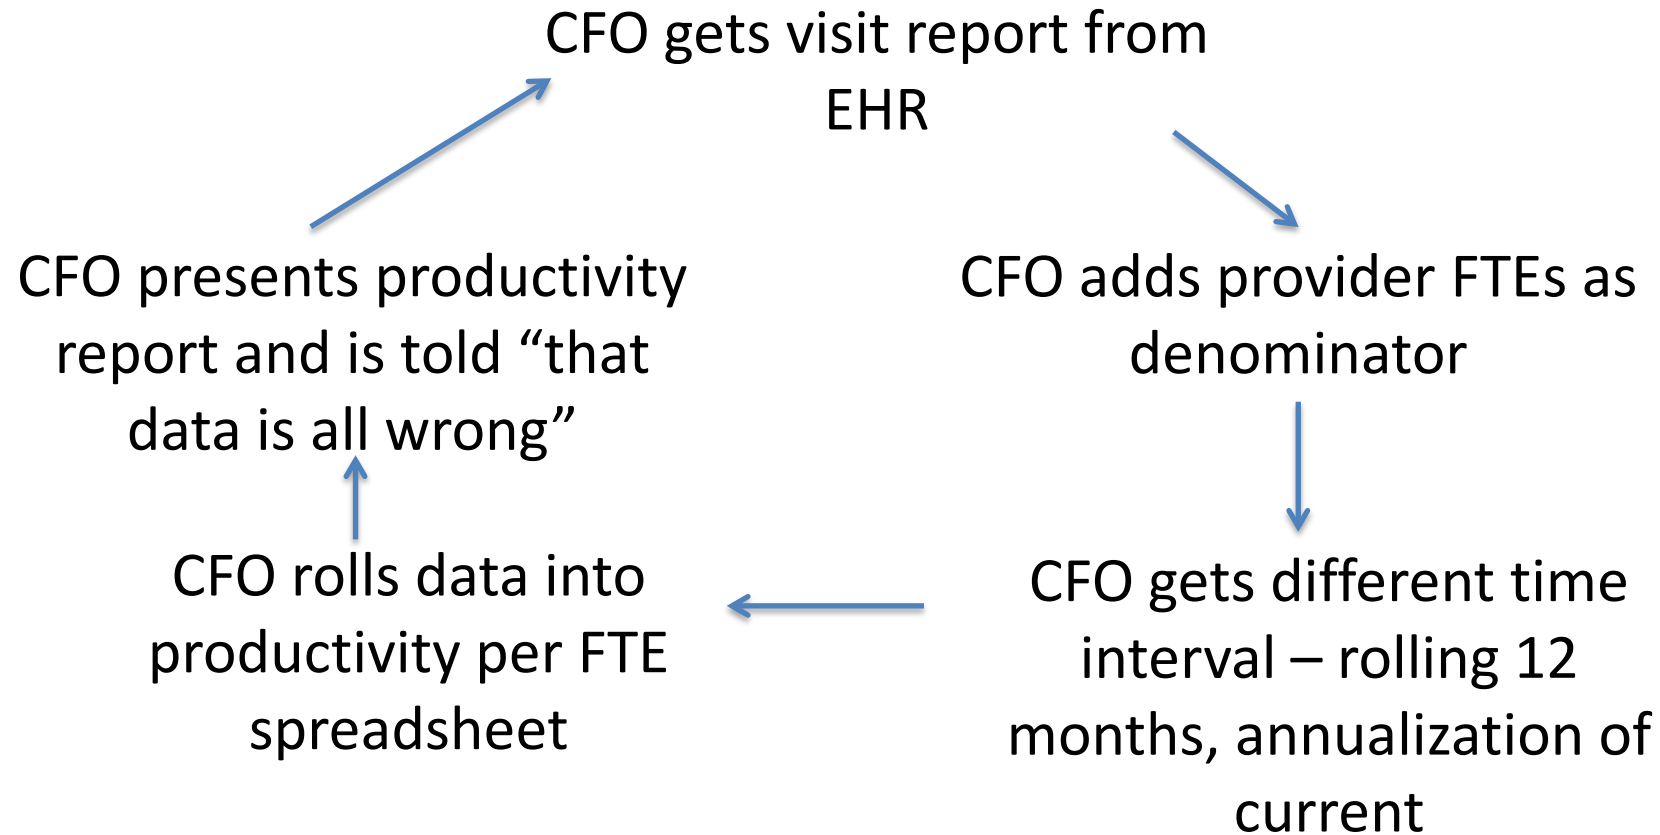 CFO gets visit report from
EHR
CFO adds provider FTEs as
denominator
CFO gets different time
interval – rolling 12
months, annualization of
current
CFO rolls data into
productivity per FTE
spreadsheet
CFO presents productivity
report and is told “that
data is all wrong”